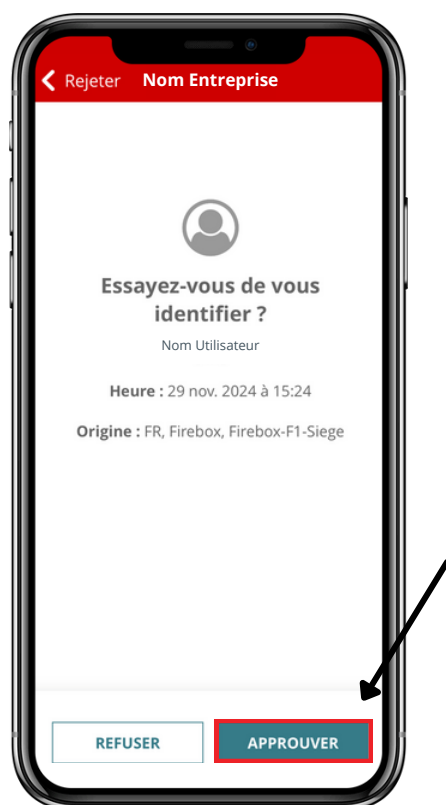 Rejeter Nom Entreprise
Essayez-vous de vous
identifier ?
Nom Utilisateur
Heure : 29 nov. 2024 à 15:24
Origine : FR, Firebox, Firebox-F1-Siege
REFUSER APPROUVER